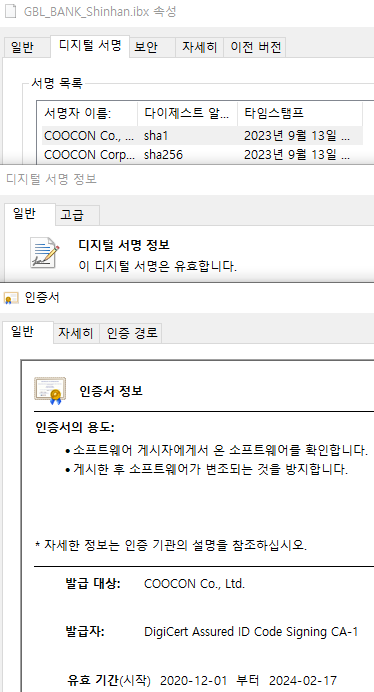 GBL_BANK_Shinhan.ibx 속성
일반 디지털 서명 보안 자세히 이전 버전
서명 목록
서명자 이름: 다이제스트 알... 타임스탬프
COOCON Co., ... sha1 2023년 9월 13일 ...
COOCON Corp... sha256 2023년 9월 13일 ...
디지털 서명 정보
일반 고급
디지털 서명 정보
이 디지털 서명은 유효합니다.
인증서
일반 자세히 인증 경로
인증서 정보
인증서의 용도:
• 소프트웨어 게시자에게서 온 소프트웨어를 확인합니다.
• 게시한 후 소프트웨어가 변조되는 것을 방지합니다.
* 자세한 정보는 인증 기관의 설명을 참조하십시오.
발급 대상: COOCON Co., Ltd.
발급자: DigiCert Assured ID Code Signing CA-1
유효 기간(시작) 2020-12-01 부터 2024-02-17